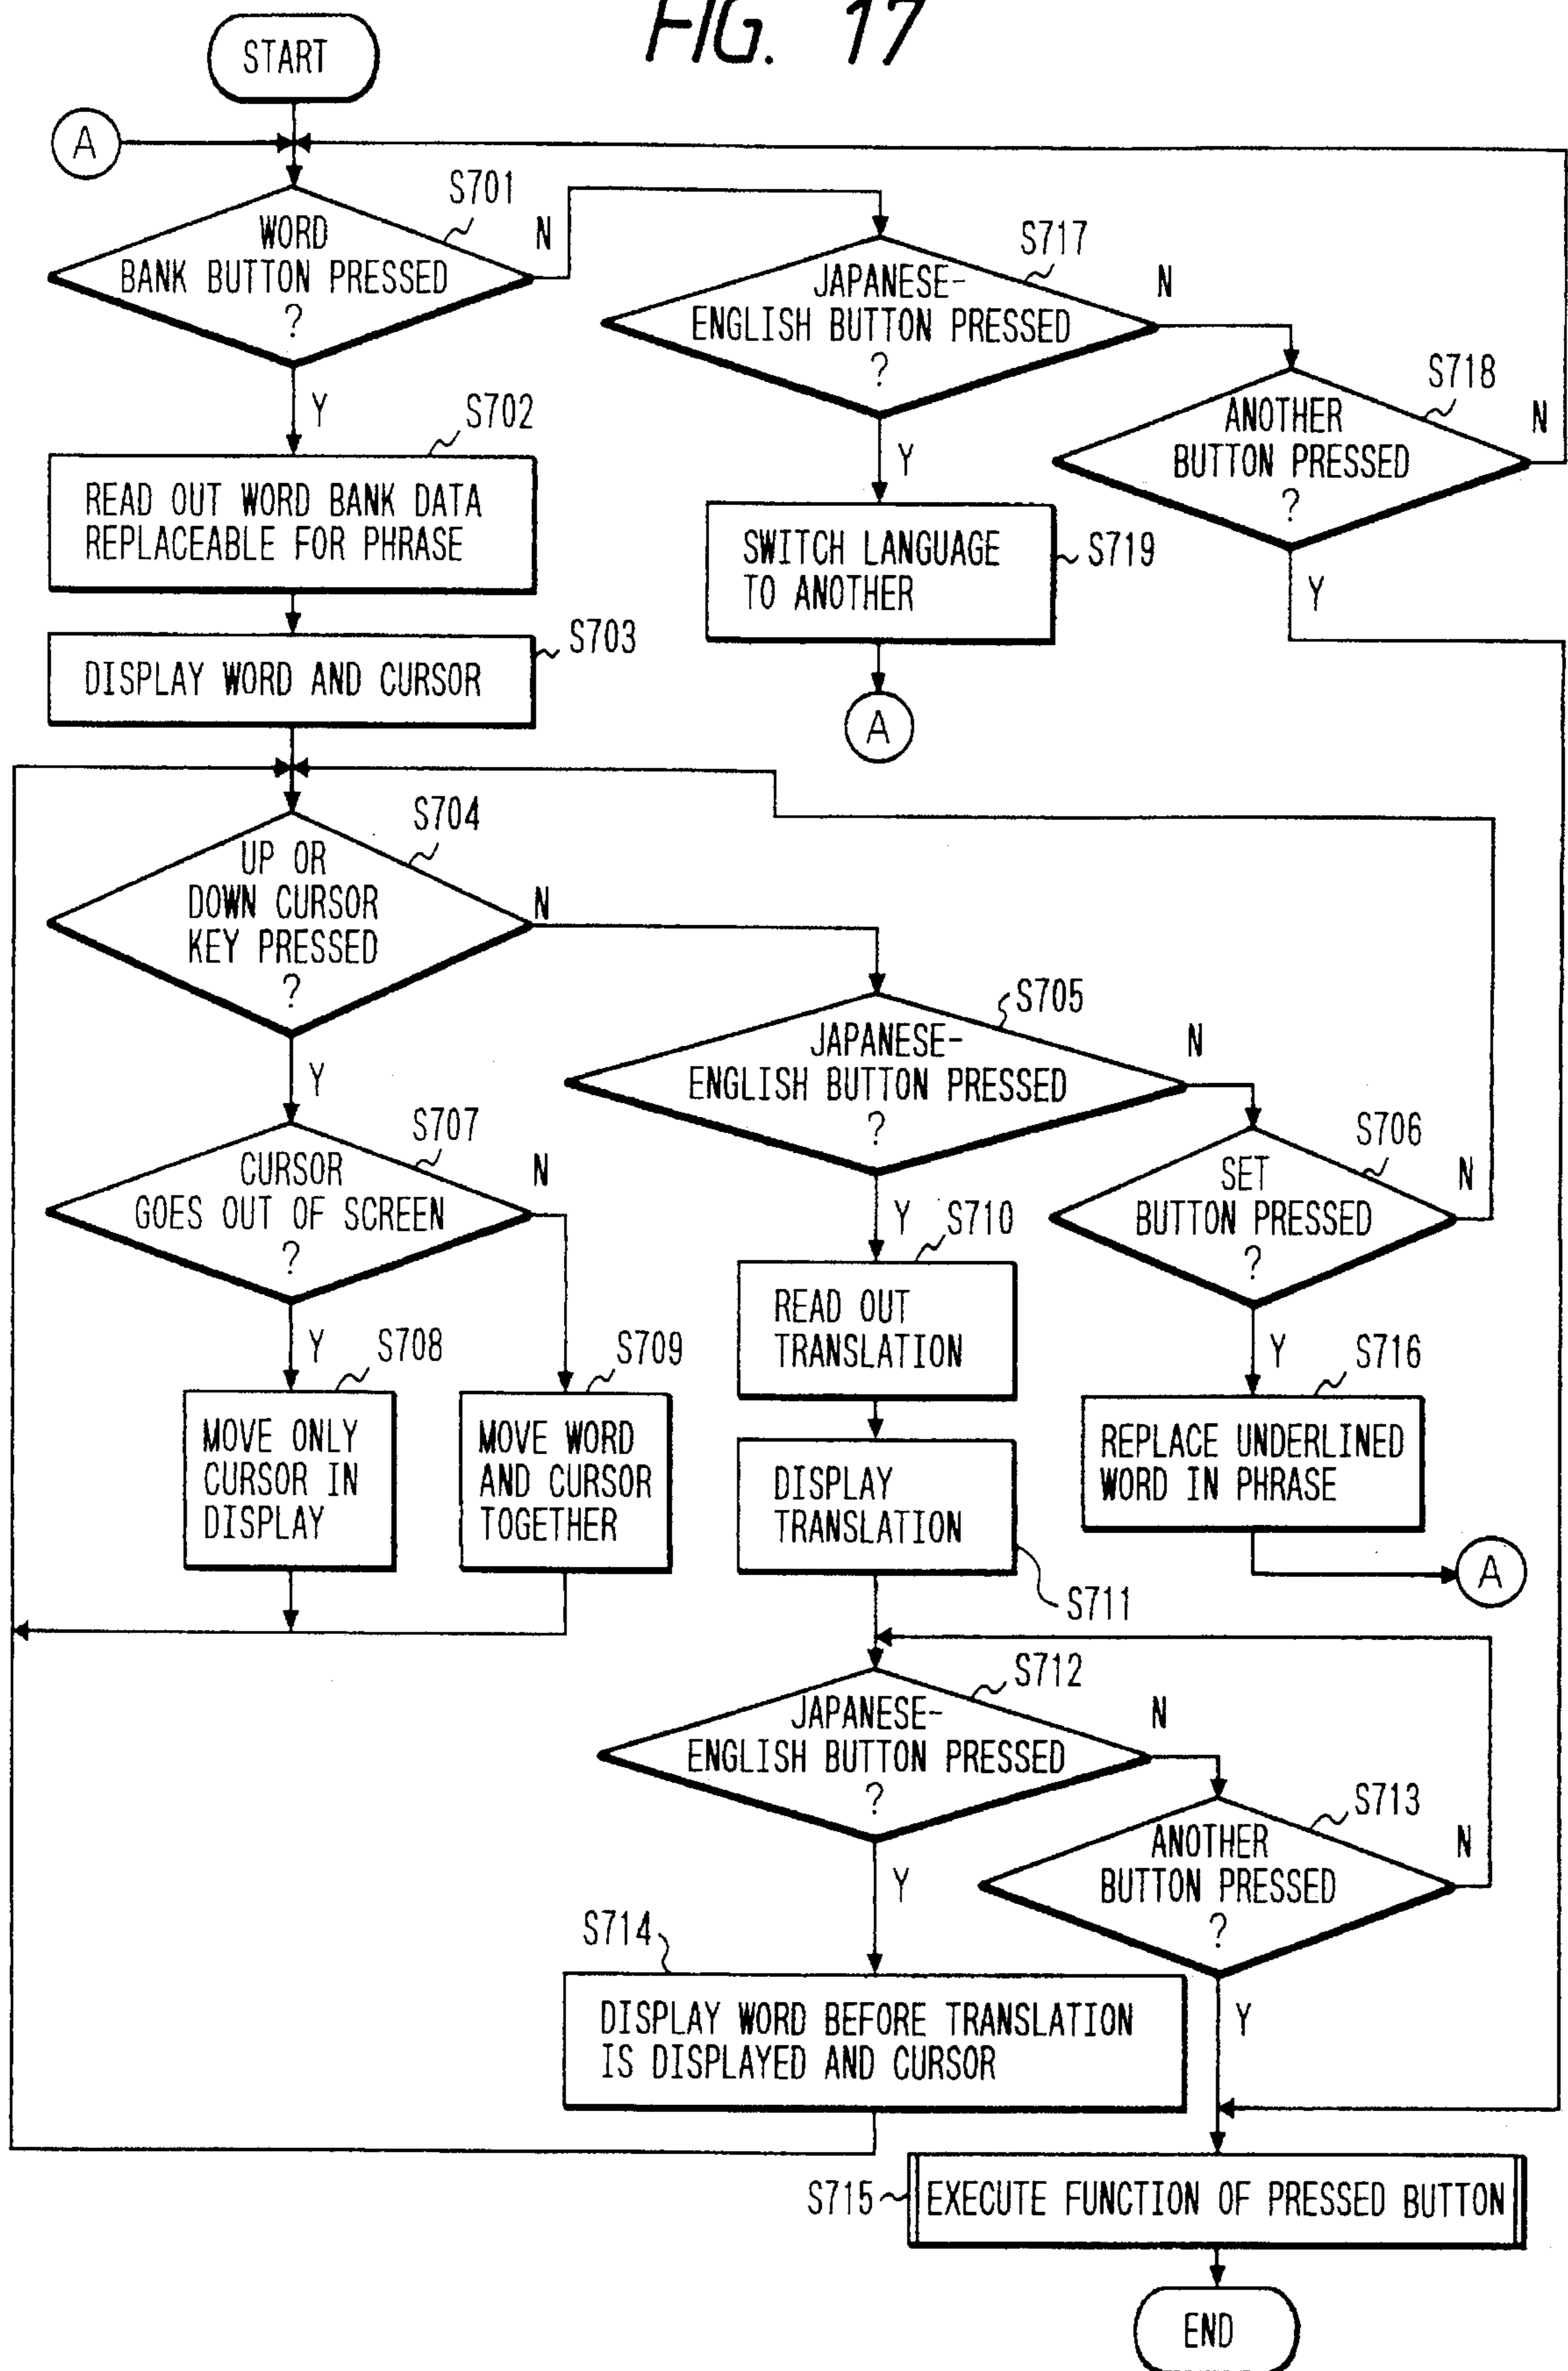 FIG. 17
START
A
S701
WORD
BANK BUTTON PRESSED
?
N
Y
S717
JAPANESE-
ENGLISH BUTTON PRESSED
?
N
Y
S718
ANOTHER
BUTTON PRESSED
?
N
Y
S702
READ OUT WORD BANK DATA
REPLACEABLE FOR PHRASE
S719
SWITCH LANGUAGE
TO ANOTHER
A
S703
DISPLAY WORD AND CURSOR
S704
UP OR
DOWN CURSOR
KEY PRESSED
?
N
Y
S705
JAPANESE-
ENGLISH BUTTON PRESSED
?
N
Y
S706
SET
BUTTON PRESSED
?
N
Y
S707
CURSOR
GOES OUT OF SCREEN
?
N
Y
S708
MOVE ONLY
CURSOR IN
DISPLAY
S709
MOVE WORD
AND CURSOR
TOGETHER
S710
READ OUT
TRANSLATION
S716
REPLACE UNDERLINED
WORD IN PHRASE
A
DISPLAY
TRANSLATION
S711
S712
JAPANESE-
ENGLISH BUTTON PRESSED
?
N
Y
S713
ANOTHER
BUTTON PRESSED
?
N
Y
S714
DISPLAY WORD BEFORE TRANSLATION
IS DISPLAYED AND CURSOR
S715
EXECUTE FUNCTION OF PRESSED BUTTON
END